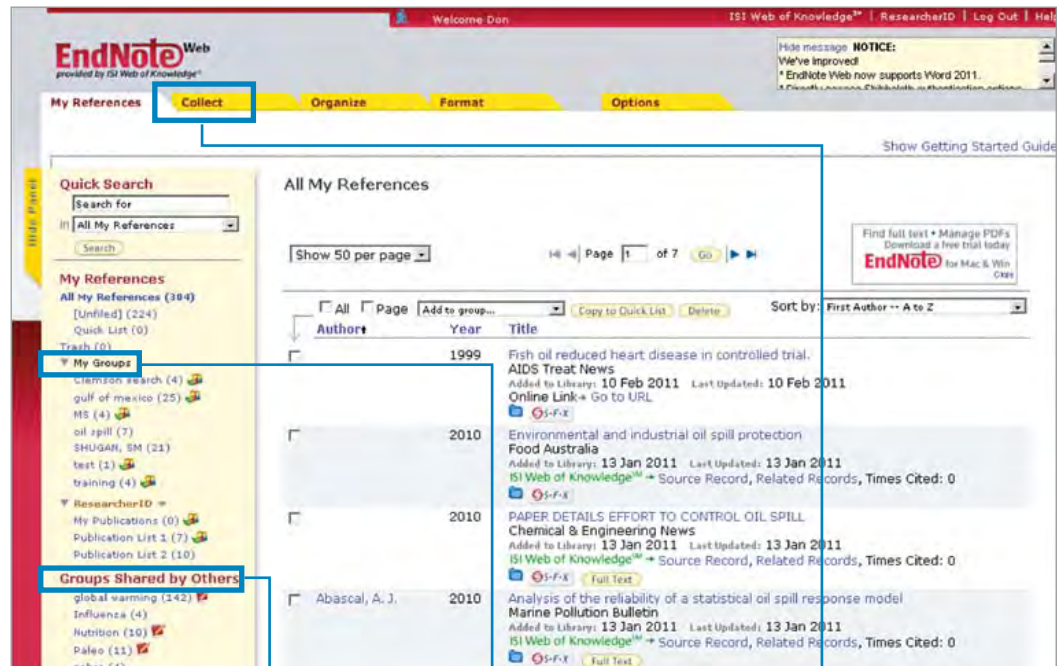 Welcome Don
ISI Web of Knowledge℠ | ResearcherID | Log Out | Help
EndNote Web
provided by ISI Web of Knowledge℠
Hide message NOTICE:
We've Improved!
* EndNote Web now supports Word 2011.
My References Collect Organize Format Options
Show Getting Started Guide
Hide Panel
Quick Search
Search for
in All My References
Search
My References
All My References (304)
[Unfiled] (224)
Quick List (0)
Trash (0)
▼ My Groups
Clemson search (4)
gulf of mexico (25)
MS (4)
oil spill (7)
SHUGAN, SM (21)
test (1)
training (4)
▼ ResearcherID
My Publications (0)
Publication List 1 (7)
Publication List 2 (10)
Groups Shared by Others
global warming (142)
Influenza (4)
Nutrition (10)
Paleo (11)
All My References
Show 50 per page
Page 1 of 7 Go
Find full text • Manage PDFs
Download a free trial today
EndNote for Mac & Win
Close
All Page Add to group... Copy to Quick List Delete Sort by: First Author -- A to Z
Author Year Title
1999 Fish oil reduced heart disease in controlled trial.
AIDS Treat News
Added to Library: 10 Feb 2011 Last Updated: 10 Feb 2011
Online Link→ Go to URL
S-F-X
2010 Environmental and industrial oil spill protection
Food Australia
Added to Library: 13 Jan 2011 Last Updated: 13 Jan 2011
ISI Web of Knowledge℠ → Source Record, Related Records, Times Cited: 0
S-F-X
2010 PAPER DETAILS EFFORT TO CONTROL OIL SPILL
Chemical & Engineering News
Added to Library: 13 Jan 2011 Last Updated: 13 Jan 2011
ISI Web of Knowledge℠ → Source Record, Related Records, Times Cited: 0
S-F-X Full Text
Abascal, A. J. 2010 Analysis of the reliability of a statistical oil spill response model
Marine Pollution Bulletin
Added to Library: 13 Jan 2011 Last Updated: 13 Jan 2011
ISI Web of Knowledge℠ → Source Record, Related Records, Times Cited: 0
S-F-X Full Text